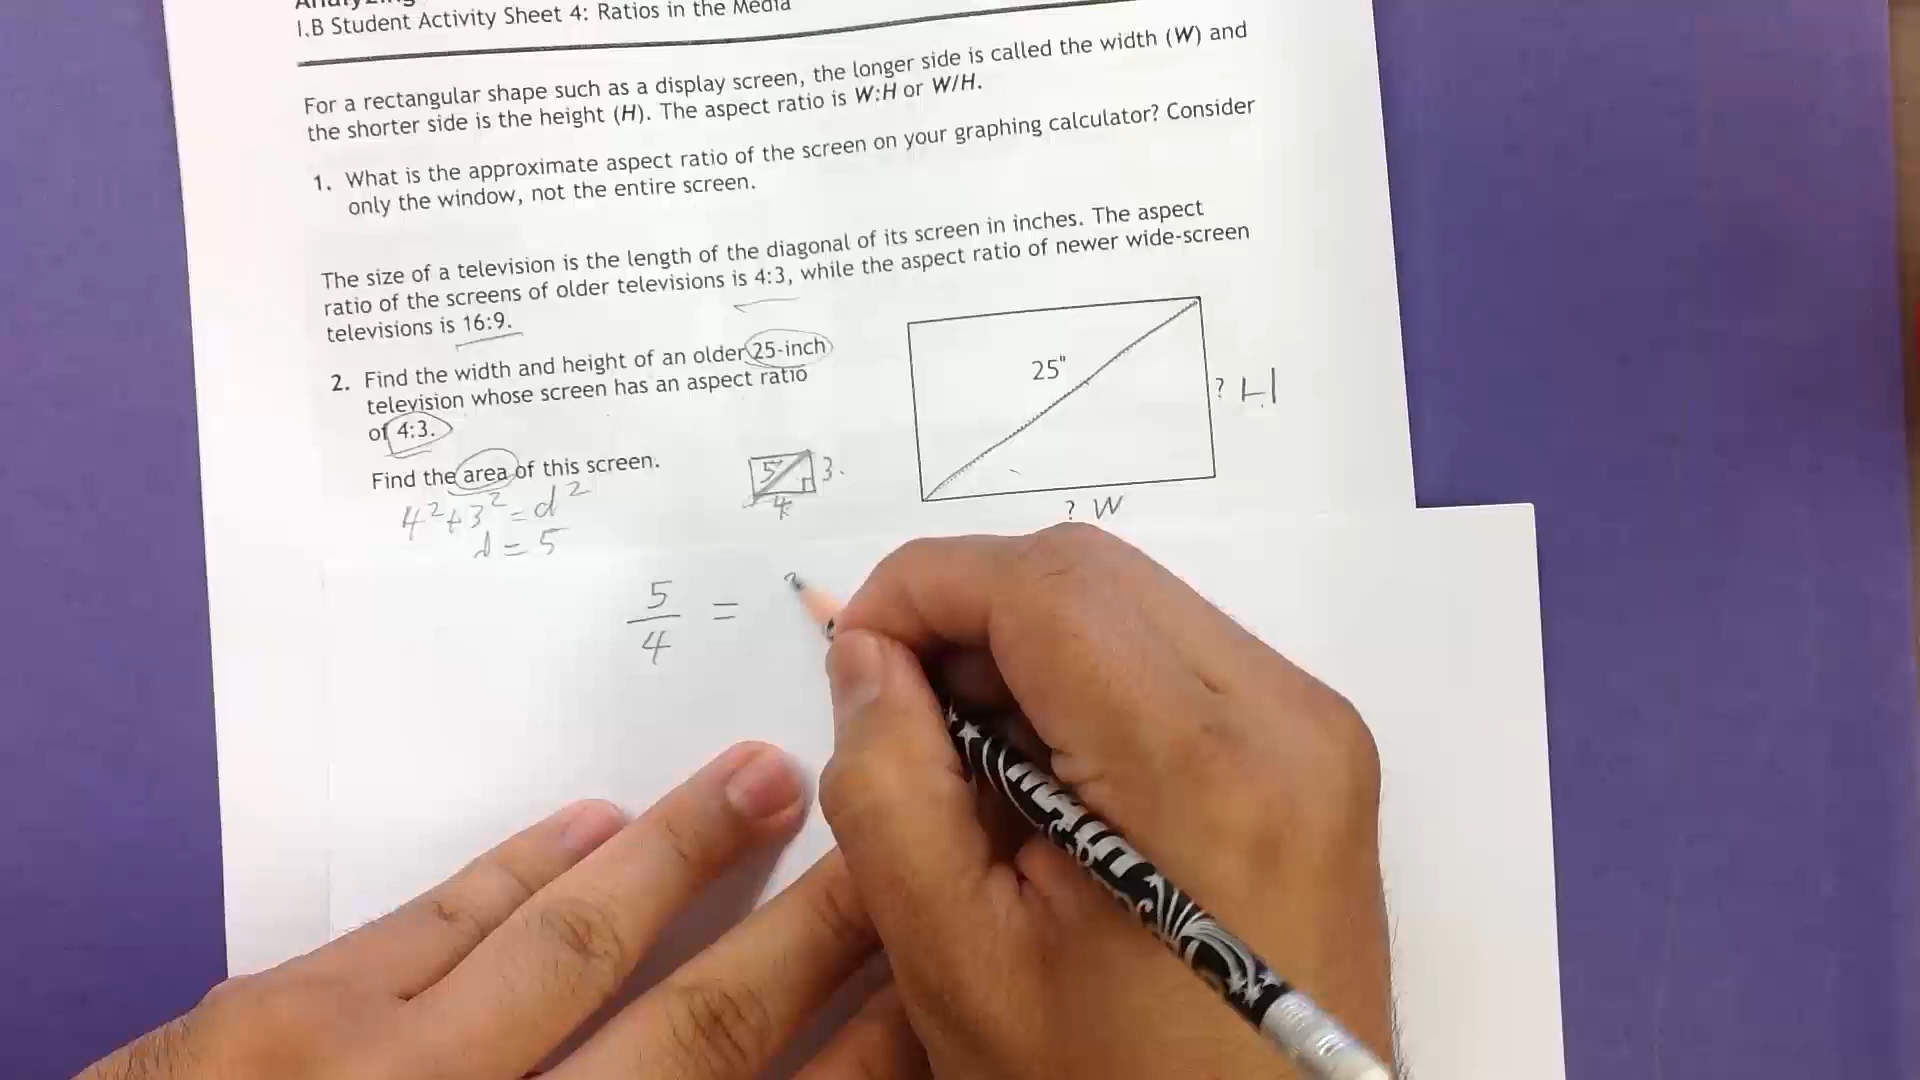 I.B Student Activity Sheet 4: Ratios in the Media
For a rectangular shape such as a display screen, the longer side is called the width (W) and
the shorter side is the height (H). The aspect ratio is W:H or W/H.
1. What is the approximate aspect ratio of the screen on your graphing calculator? Consider
only the window, not the entire screen.
The size of a television is the length of the diagonal of its screen in inches. The aspect
ratio of the screens of older televisions is 4:3, while the aspect ratio of newer wide-screen
televisions is 16:9.
2. Find the width and height of an older 25-inch
television whose screen has an aspect ratio
of 4:3.
Find the area of this screen.
25"
? H
? W
5
3.
4
4² + 3² = d²
d = 5
5/4 =